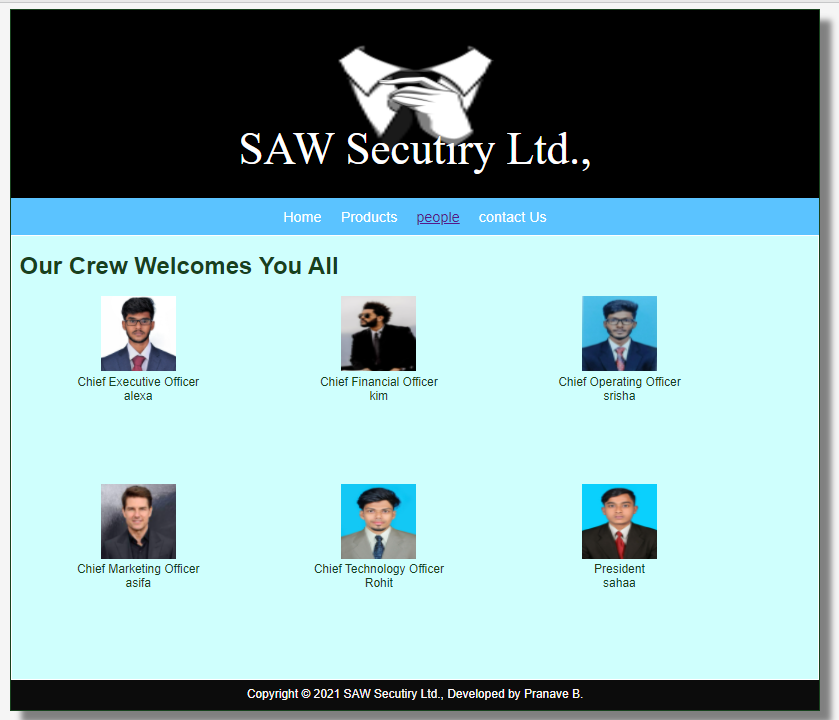 SAW Secutiry Ltd.,
Home Products people contact Us
Our Crew Welcomes You All
Chief Executive Officer
alexa
Chief Financial Officer
kim
Chief Operating Officer
srisha
Chief Marketing Officer
asifa
Chief Technology Officer
Rohit
President
sahaa
Copyright © 2021 SAW Secutiry Ltd., Developed by Pranave B.